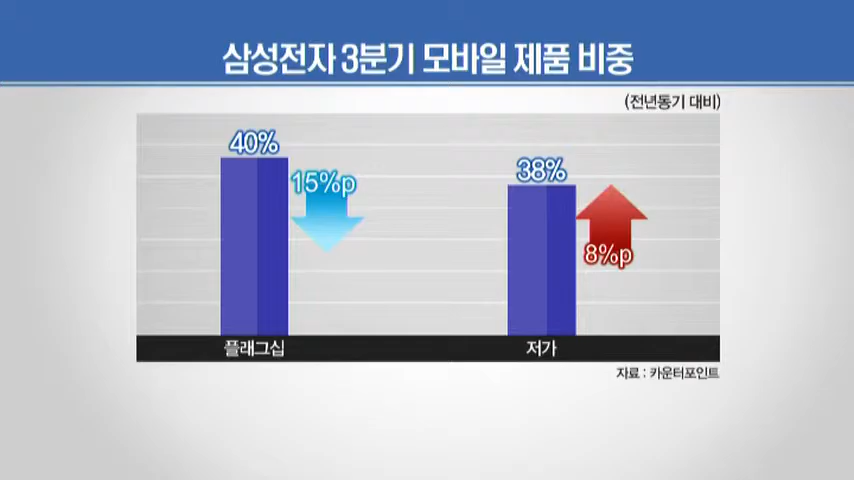 삼성전자 3분기 모바일 제품 비중
(전년동기 대비)
40%
15%p
38%
8%p
플래그십
저가
자료 : 카운터포인트